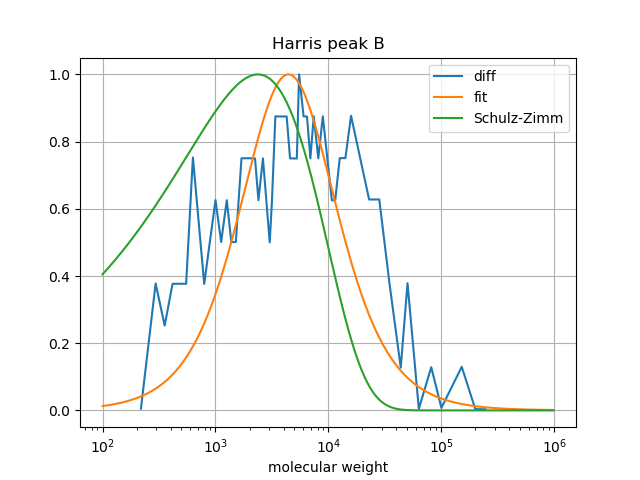 Harris peak B
diff
fit
Schulz-Zimm
1.0
0.8
0.6
0.4
0.2
0.0
10² 10³ 10⁴ 10⁵ 10⁶
molecular weight